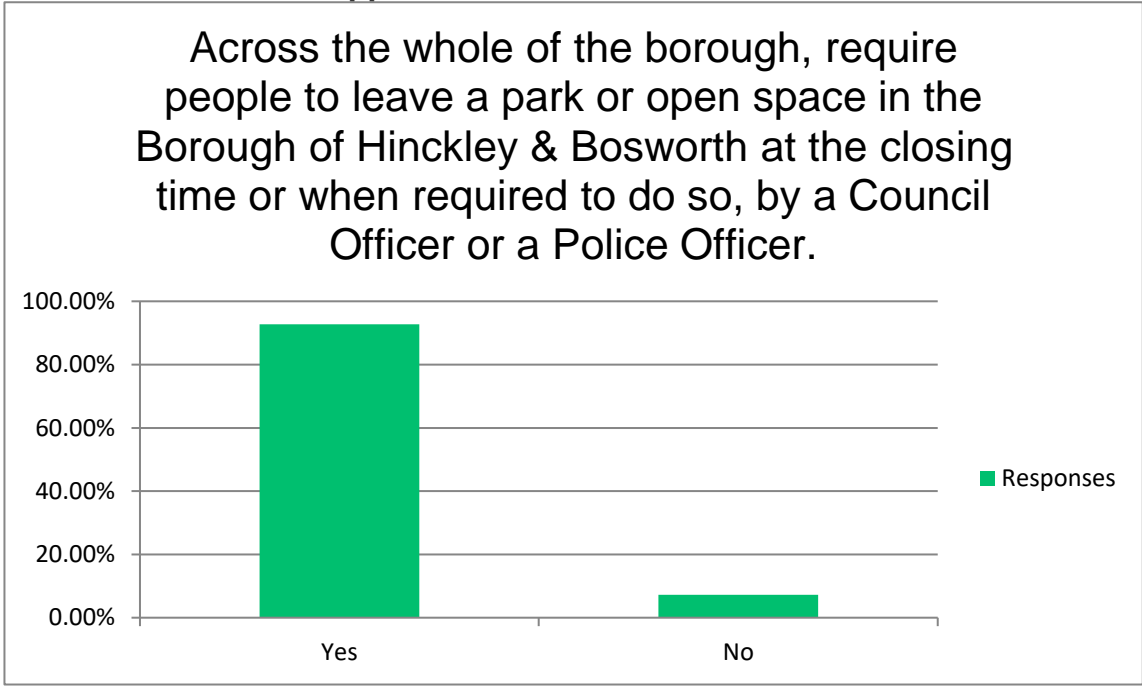 Across the whole of the borough, require
people to leave a park or open space in the
Borough of Hinckley & Bosworth at the closing
time or when required to do so, by a Council
Officer or a Police Officer.
100.00%
80.00%
60.00%
40.00%
20.00%
0.00%
Yes
No
Responses